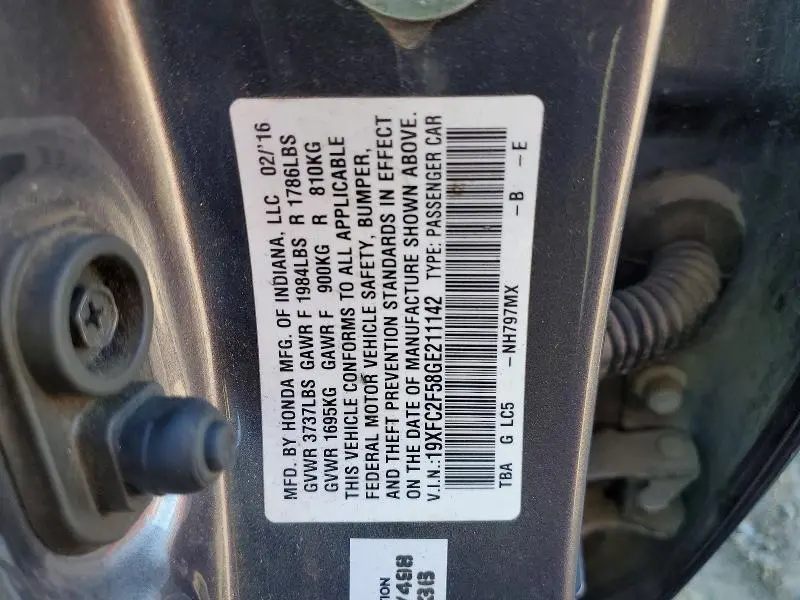 MFD. BY HONDA MFG. OF INDIANA, LLC 02/'16
GVWR 3737LBS GAWR F 1984LBS R 1786LBS
GVWR 1695KG GAWR F 900KG R 810KG
THIS VEHICLE CONFORMS TO ALL APPLICABLE
FEDERAL MOTOR VEHICLE SAFETY, BUMPER,
AND THEFT PREVENTION STANDARDS IN EFFECT
ON THE DATE OF MANUFACTURE SHOWN ABOVE.
V.I.N.:19XFC2F58GE211142 TYPE: PASSENGER CAR
TBA G LC5 -NH797MX -B -E